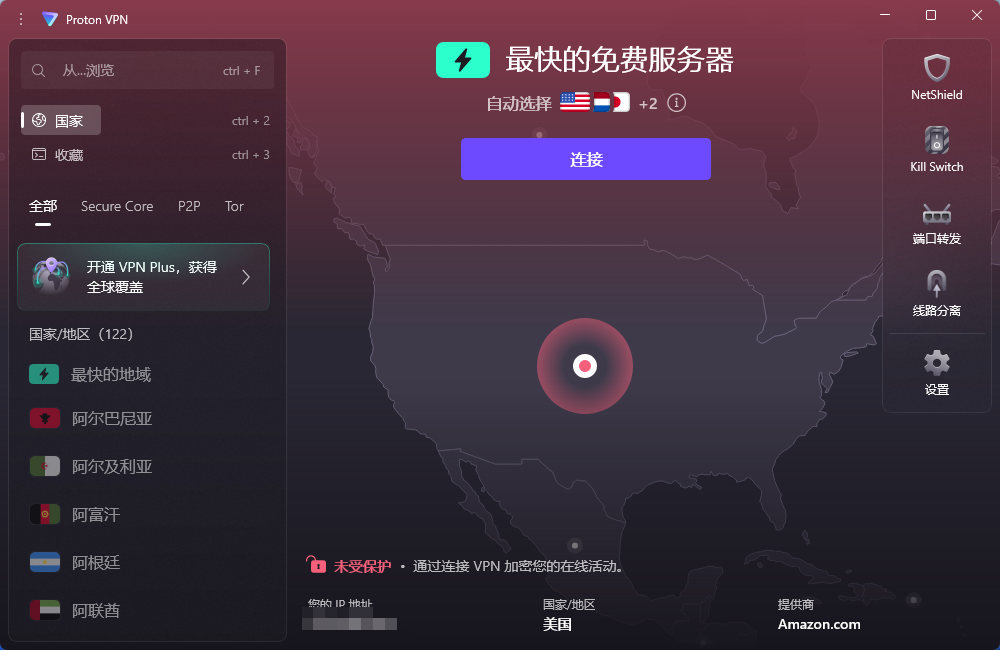 Proton VPN
从...浏览
ctrl + F
国家
ctrl + 2
收藏
ctrl + 3
全部 Secure Core P2P Tor
开通 VPN Plus，获得
全球覆盖
国家/地区（122）
最快的地域
阿尔巴尼亚
阿尔及利亚
阿富汗
阿根廷
阿联酋
最快的免费服务器
自动选择 +2
连接
未受保护 • 通过连接 VPN 加密您的在线活动。
您的 IP 地址
国家/地区
美国
提供商
Amazon.com
NetShield
Kill Switch
端口转发
线路分离
设置